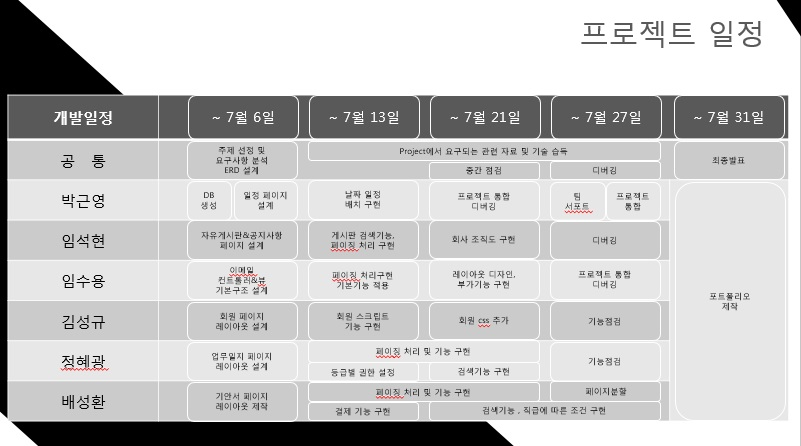 프로젝트 일정
개발일정
~ 7월 6일
~ 7월 13일
~ 7월 21일
~ 7월 27일
~ 7월 31일
공 통
주제 선정 및
요구사항 분석
ERD 설계
Project에서 요구되는 관련 자료 및 기술 습득
중간 점검
디버깅
최종발표
박근영
DB
생성
일정 페이지
설계
날짜 일정
배치 구현
프로젝트 통합
디버깅
팀
서포트
프로젝트
통합
포트폴리오
제작
임석현
자유게시판&공지사항
페이지 설계
게시판 검색기능,
페이징 처리 구현
회사 조직도 구현
디버깅
임수용
이메일
컨트롤러&뷰
기본구조 설계
페이징 처리구현
기본기능 적용
레이아웃 디자인,
부가기능 구현
프로젝트 통합
디버깅
김성규
회원 페이지
레이아웃 설계
회원 스크립트
기능 구현
회원 css 추가
기능점검
정혜광
업무일지 페이지
레이아웃 설계
페이징 처리 및 기능 구현
등급별 권한 설정
검색기능 구현
기능점검
배성환
기안서 페이지
레이아웃 제작
페이징 처리 및 기능 구현
페이지분할
결제 기능 구현
검색기능 , 직급에 따른 조건 구현